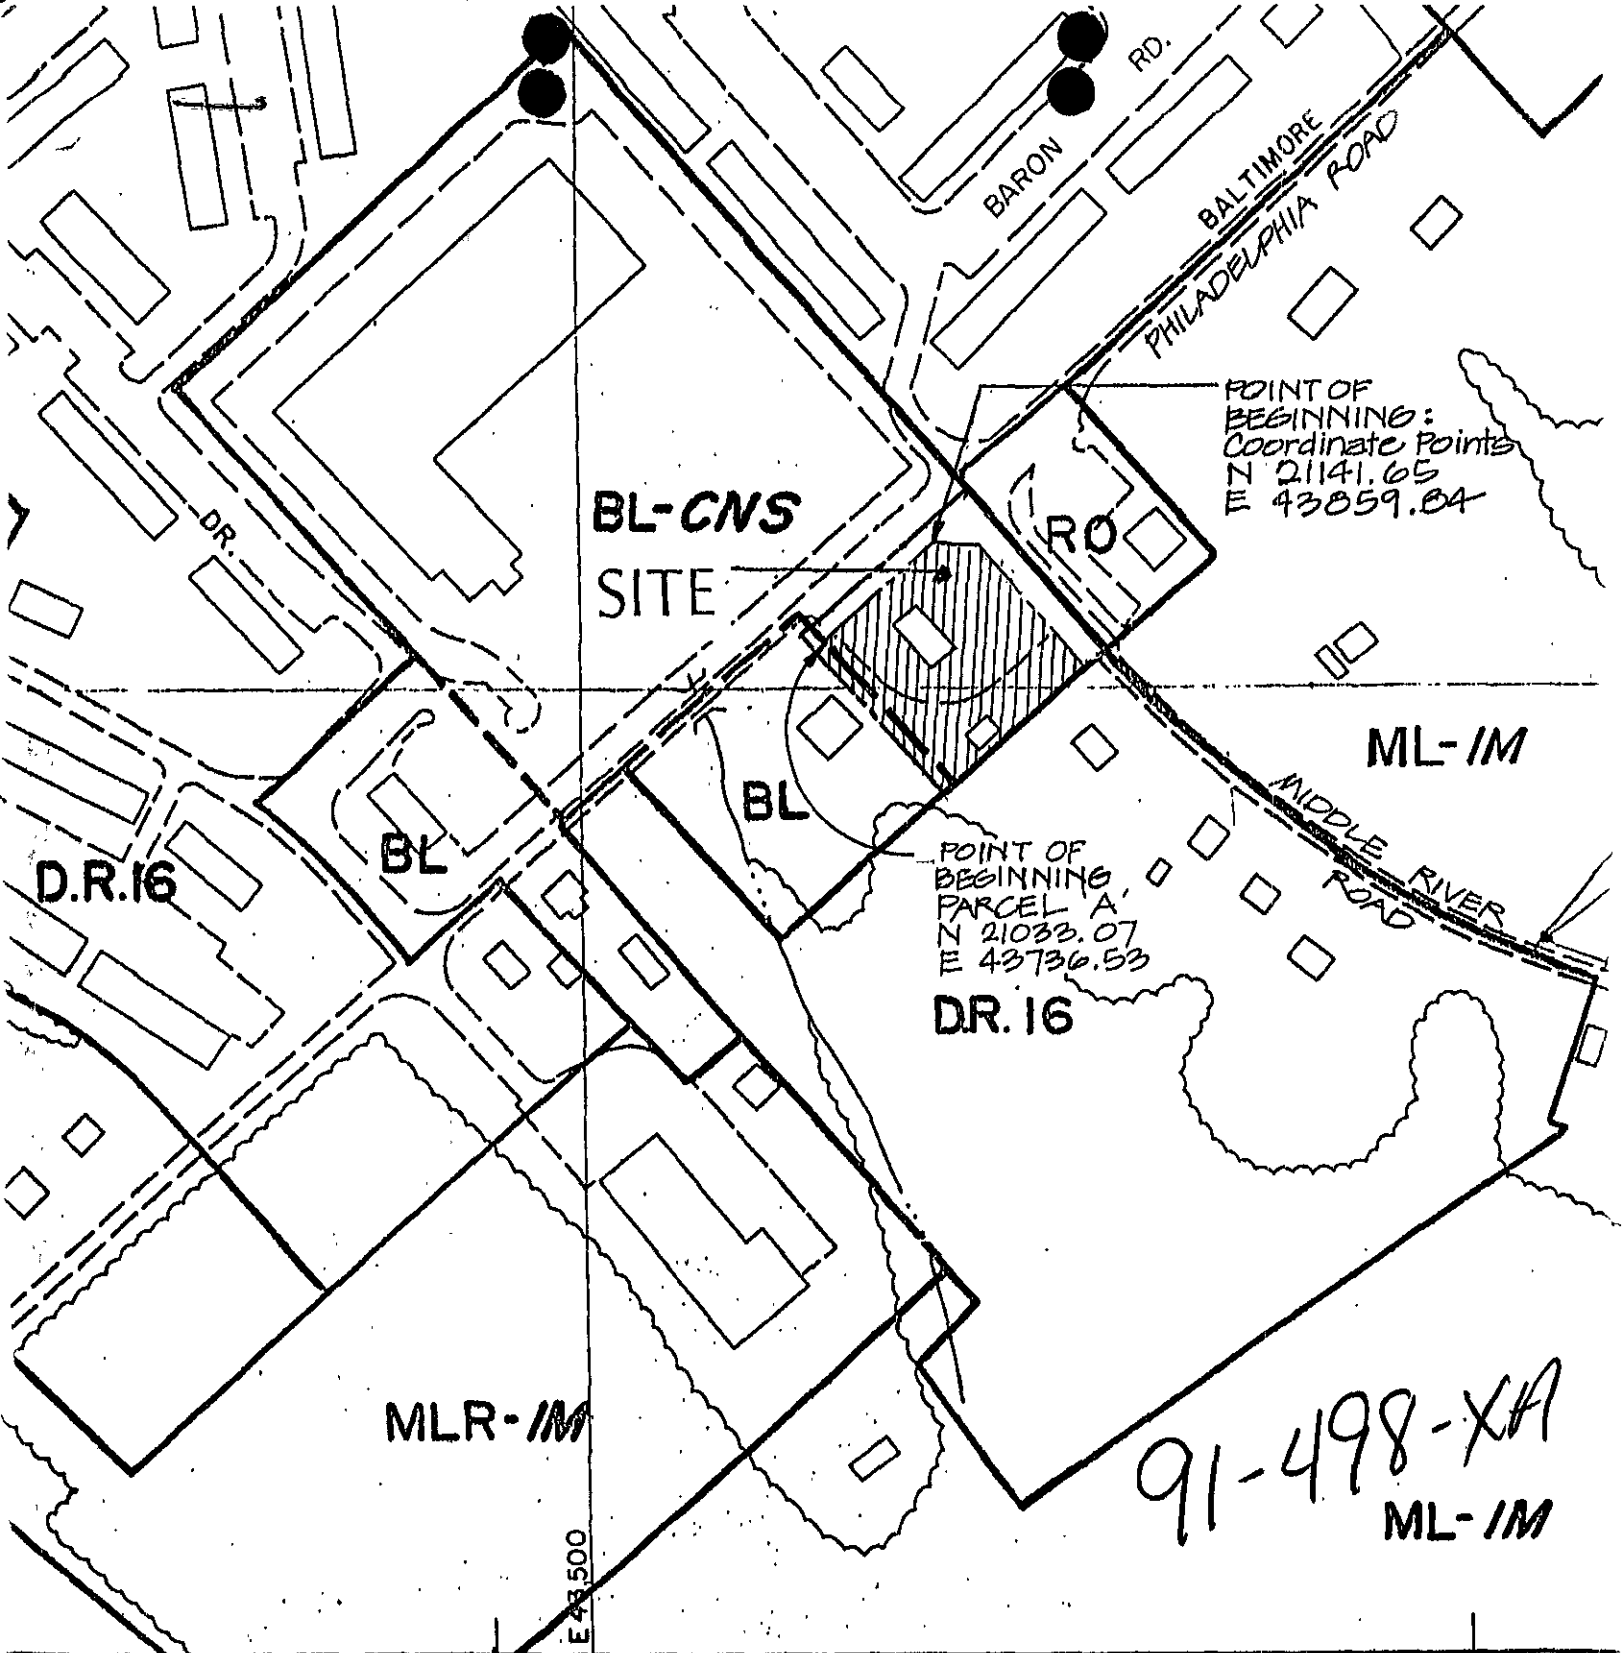 RD.
BARON
BALTIMORE
PHILADELPHIA ROAD
POINT OF
BEGINNING:
Coordinate Points
N 21141.65
E 43859.84
DR.
BL-CNS
SITE
RO
ML-IM
BL
BL
D.R.16
MIDDLE RIVER
ROAD
POINT OF
BEGINNING
PARCEL 'A'
N 21033.07
E 43736.53
D.R. 16
MLR-IM
91-498-XA
ML-IM
E 43,500